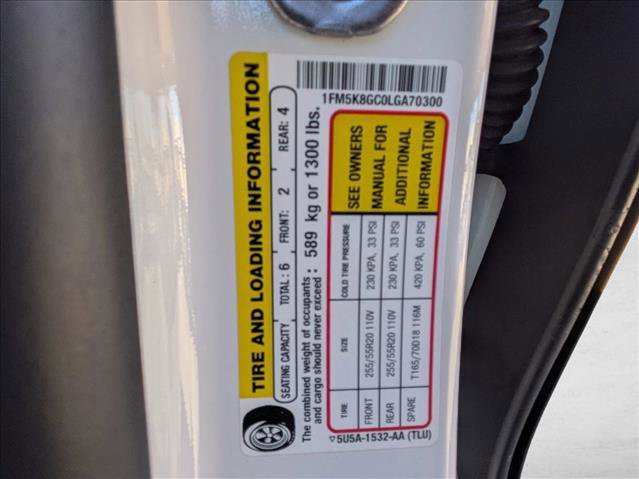 TIRE AND LOADING INFORMATION
SEATING CAPACITY TOTAL: 6 FRONT: 2 REAR: 4
The combined weight of occupants
and cargo should never exceed : 589 kg or 1300 lbs.
TIRE SIZE COLD TIRE PRESSURE
FRONT 255/55R20 110V 230 KPA, 33 PSI
REAR 255/55R20 110V 230 KPA, 33 PSI
SPARE T165/70D18 116M 420 KPA, 60 PSI
SEE OWNERS
MANUAL FOR
ADDITIONAL
INFORMATION
5U5A-1532-AA (TLU)
1FM5K8GC0LGA70300